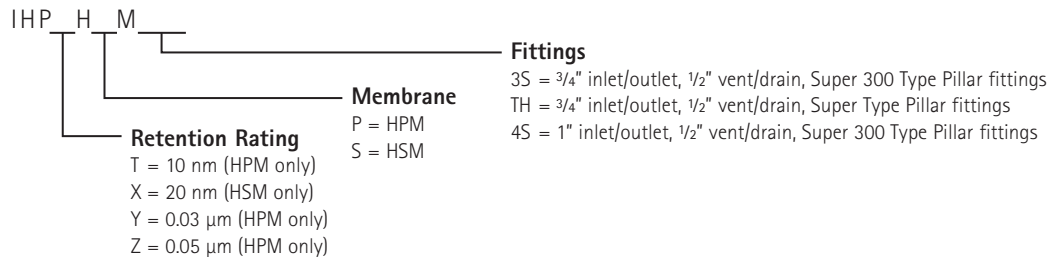 IHP__H__M____
Fittings
3S = 3/4" inlet/outlet, 1/2" vent/drain, Super 300 Type Pillar fittings
TH = 3/4" inlet/outlet, 1/2" vent/drain, Super Type Pillar fittings
4S = 1" inlet/outlet, 1/2" vent/drain, Super 300 Type Pillar fittings
Membrane
P = HPM
S = HSM
Retention Rating
T = 10 nm (HPM only)
X = 20 nm (HSM only)
Y = 0.03 µm (HPM only)
Z = 0.05 µm (HPM only)